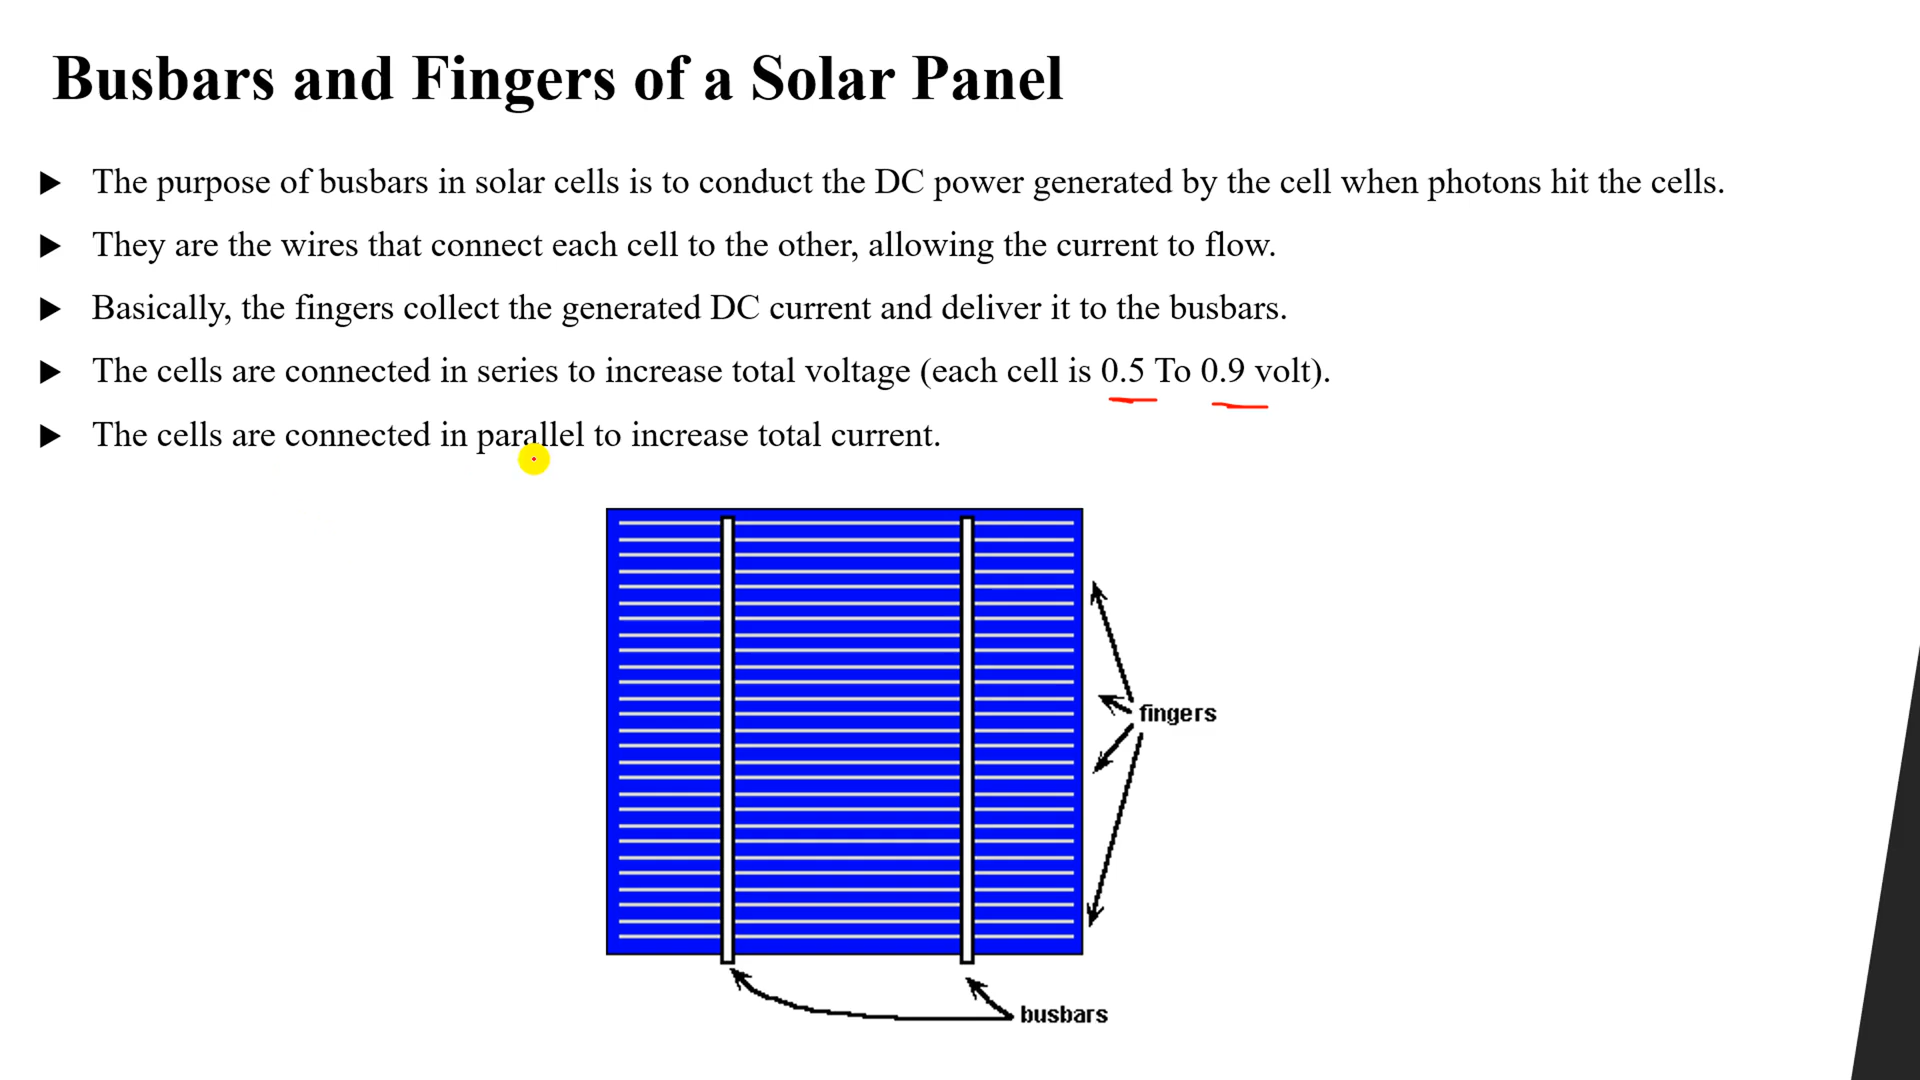 Busbars and Fingers of a Solar Panel
The purpose of busbars in solar cells is to conduct the DC power generated by the cell when photons hit the cells.
They are the wires that connect each cell to the other, allowing the current to flow.
Basically, the fingers collect the generated DC current and deliver it to the busbars.
The cells are connected in series to increase total voltage (each cell is 0.5 To 0.9 volt).
The cells are connected in parallel to increase total current.
fingers
busbars